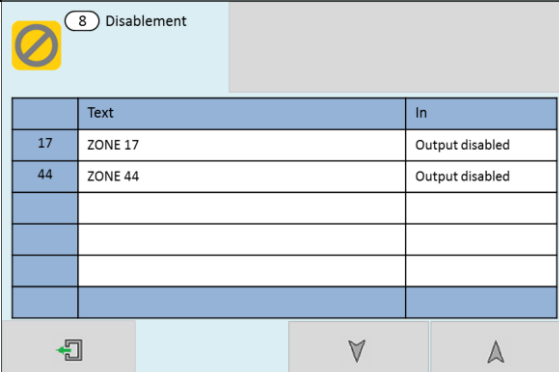 8 Disablement
Text In
17 ZONE 17 Output disabled
44 ZONE 44 Output disabled